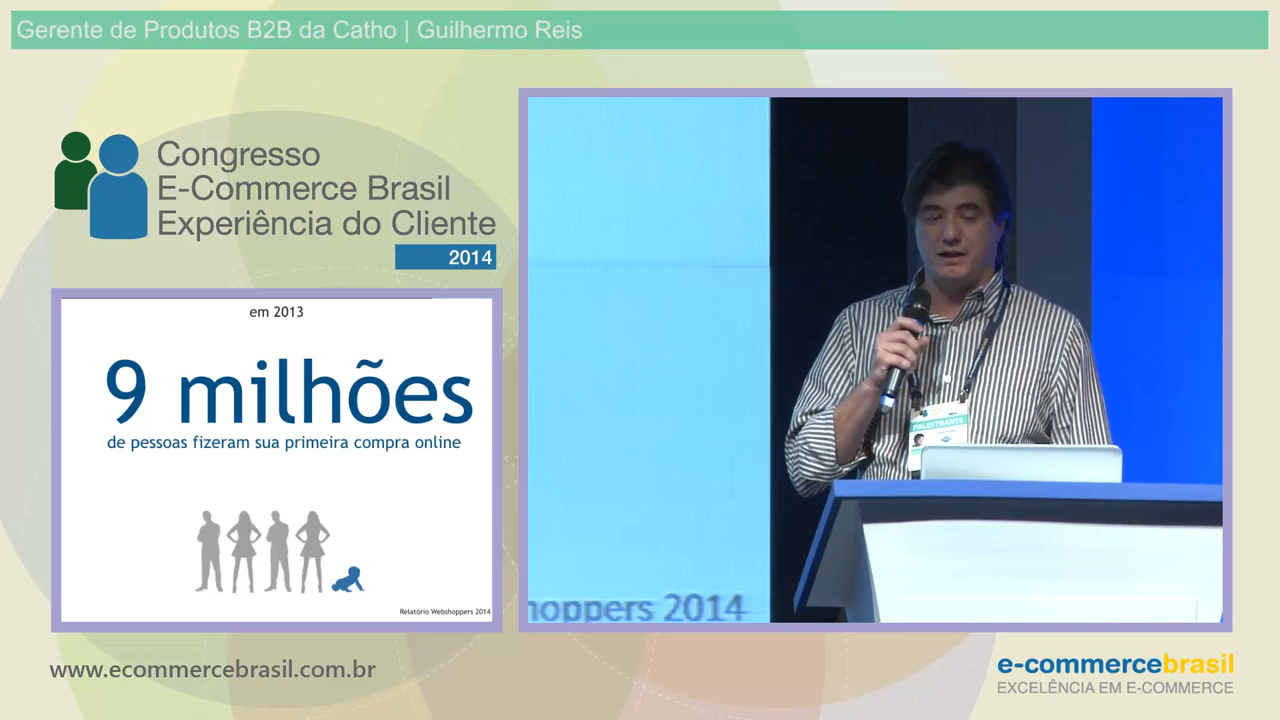 Gerente de Produtos B2B da Catho | Guilhermo Reis
Congresso
E-Commerce Brasil
Experiência do Cliente
2014
em 2013
9 milhões
de pessoas fizeram sua primeira compra online
Relatório Webshoppers 2014
PALESTRANTE
hoppers 2014
www.ecommercebrasil.com.br
e-commercebrasil
EXCELÊNCIA EM E-COMMERCE